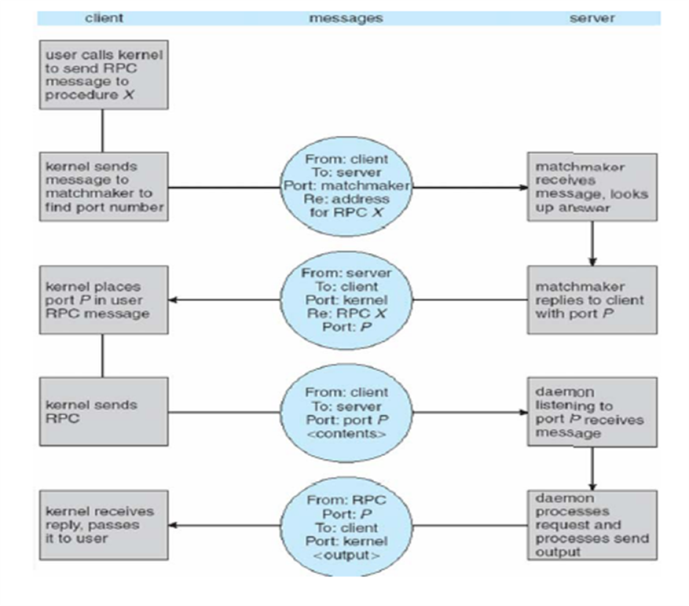 client messages server
user calls kernel
to send RPC
message to
procedure X
kernel sends
message to
matchmaker to
find port number
From: client
To: server
Port: matchmaker
Re: address
for RPC X
matchmaker
receives
message, looks
up answer
kernel places
port P in user
RPC message
From: server
To: client
Port: kernel
Re: RPC X
Port: P
matchmaker
replies to client
with port P
kernel sends
RPC
From: client
To: server
Port: port P
<contents>
daemon
listening to
port P receives
message
kernel receives
reply, passes
it to user
From: RPC
Port: P
To: client
Port: kernel
<output>
daemon
processes
request and
processes send
output